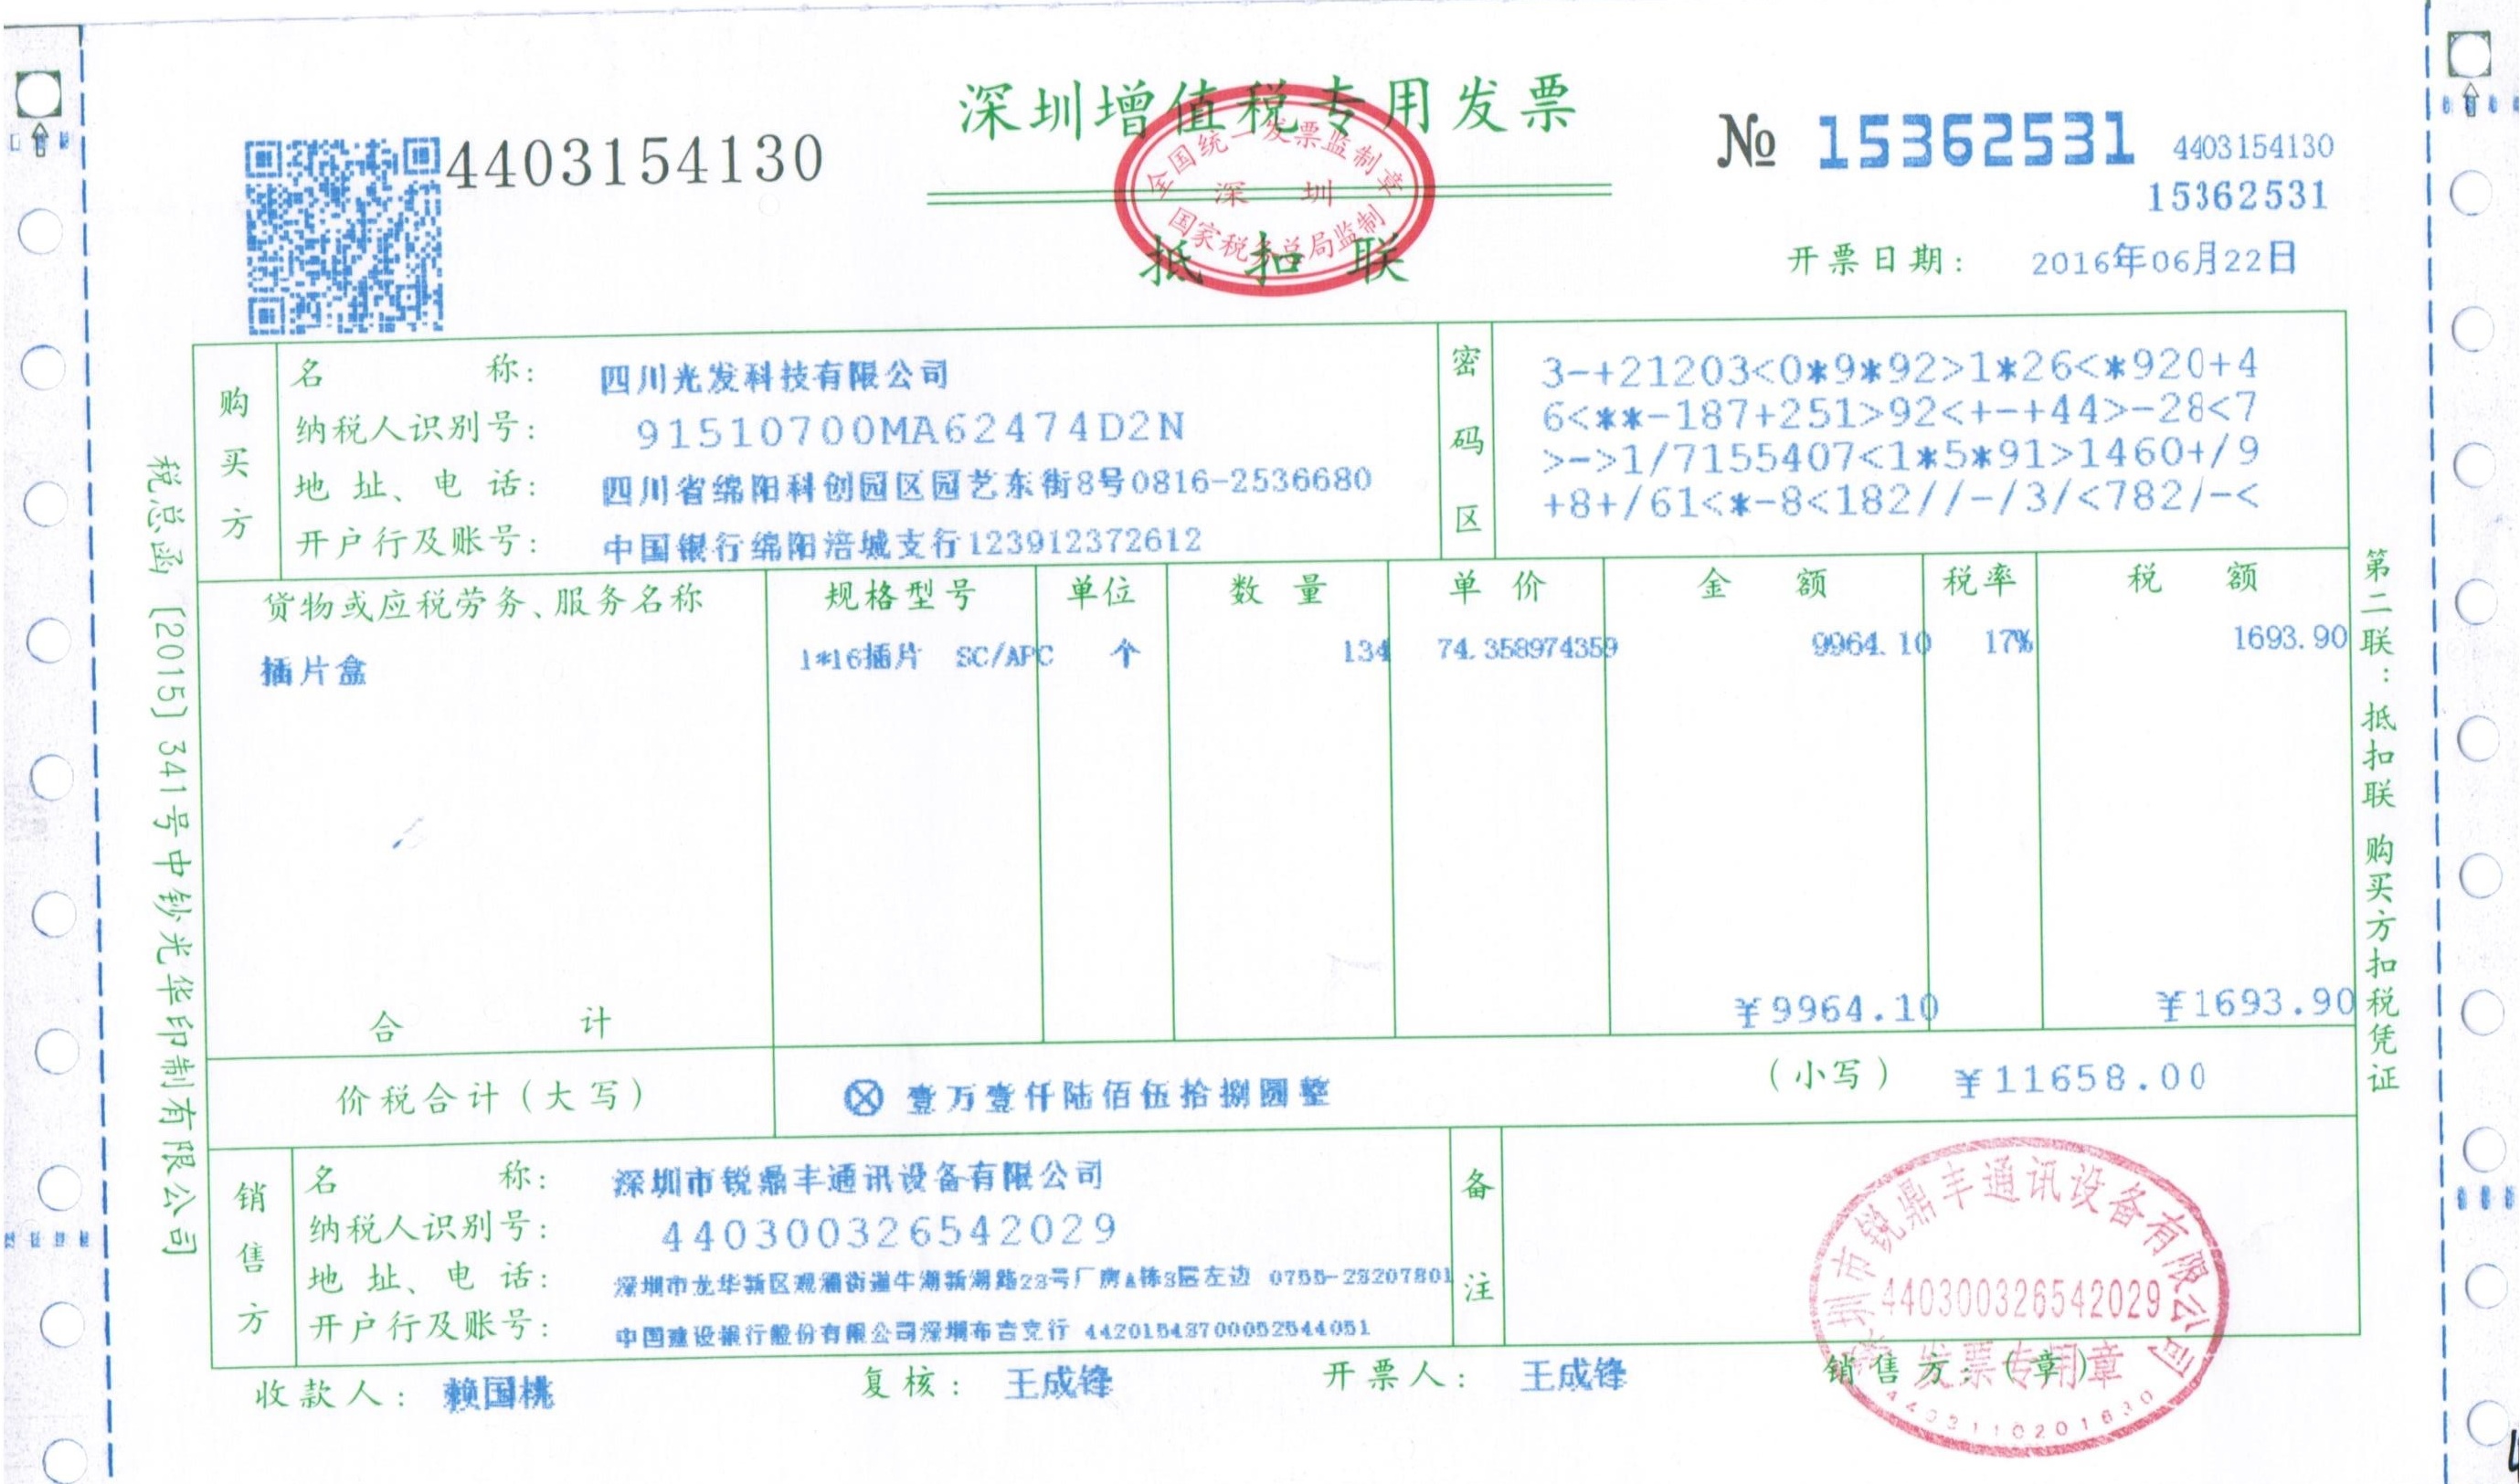 深圳增值税专用发票
4403154130
№ 15362531
4403154130
15362531
全国统一发票监制章
深 圳
国家税务总局监制
抵 扣 联
开票日期: 2016年06月22日
购买方
名 称: 四川光发科技有限公司
纳税人识别号: 91510700MA62474D2N
地 址、电 话: 四川省绵阳科创园区园艺东街8号0816-2536680
开户行及账号: 中国银行绵阳涪城支行123912372612
密码区
3-+21203<0*9*92>1*26<*920+4
6<**-187+251>92<+-+44>-28<7
>->1/7155407<1*5*91>1460+/9
+8+/61<*-8<182//-/3/<782/-<
货物或应税劳务、服务名称 规格型号 单位 数 量 单 价 金 额 税率 税 额
插片盒 1*16插片 SC/APC 个 134 74.358974359 9964.10 17% 1693.90
合 计 ¥9964.10 ¥1693.90
价税合计(大写) ⊗ 壹万壹仟陆佰伍拾捌圆整 (小写) ¥11658.00
销售方
名 称: 深圳市锐鼎丰通讯设备有限公司
纳税人识别号: 440300326542029
地 址、电 话: 深圳市龙华新区观澜街道牛湖新湖路23号厂房A栋3层左边 0755-28207801
开户行及账号: 中国建设银行股份有限公司深圳布吉支行 44201543700052544051
备注
收款人: 赖国桃 复核: 王成锋 开票人: 王成锋 销售方:(章)
深圳市锐鼎丰通讯设备有限公司
440300326542029
发票专用章
4403110201630
税总函〔2015〕341号中钞光华印制有限公司
第二联:抵扣联 购买方扣税凭证